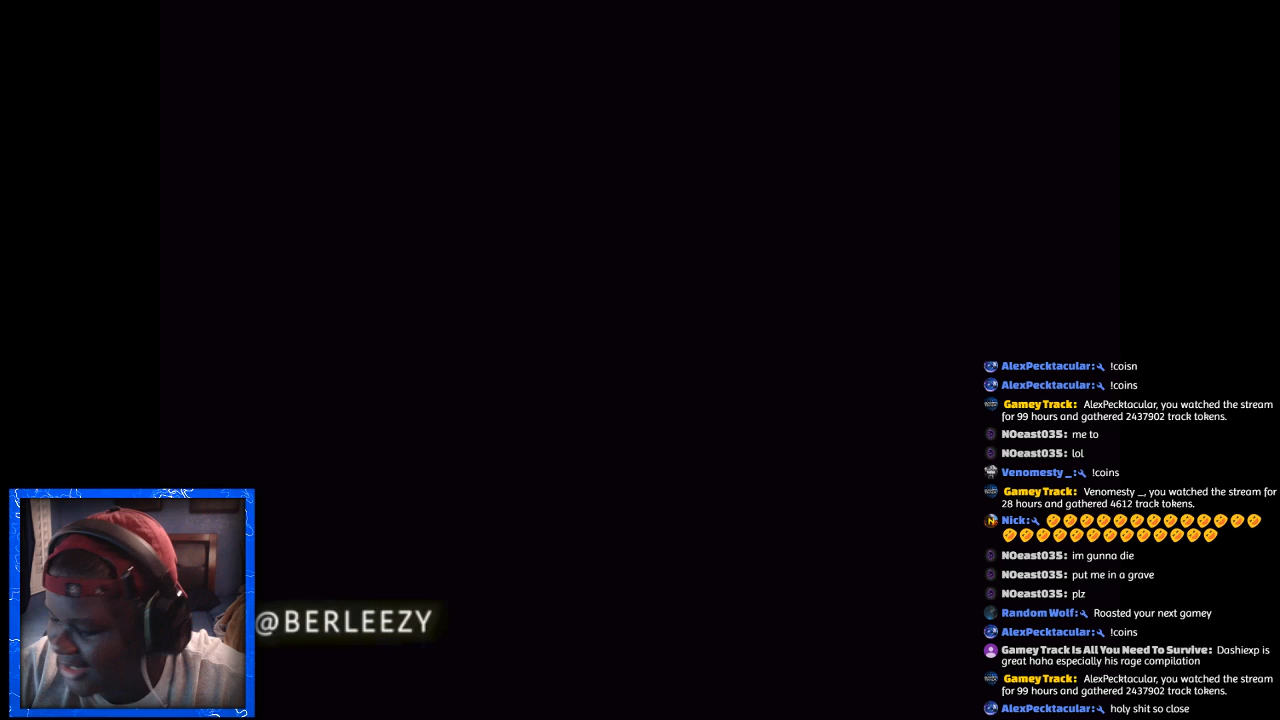 AlexPecktacular: !coisn
AlexPecktacular: !coins
Gamey Track: AlexPecktacular, you watched the stream
for 99 hours and gathered 2437902 track tokens.
NOeast035: me to
NOeast035: lol
Venomesty _: !coins
Gamey Track: Venomesty _, you watched the stream for
28 hours and gathered 4612 track tokens.
Nick:
NOeast035: im gunna die
NOeast035: put me in a grave
NOeast035: plz
Random Wolf: Roasted your next gamey
AlexPecktacular: !coins
Gamey Track Is All You Need To Survive: Dashiexp is
great haha especially his rage compilation
Gamey Track: AlexPecktacular, you watched the stream
for 99 hours and gathered 2437902 track tokens.
AlexPecktacular: holy shit so close
@BERLEEZY